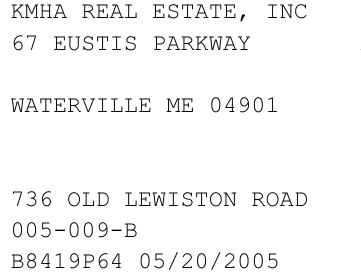 KMHA REAL ESTATE, INC
67 EUSTIS PARKWAY
WATERVILLE ME 04901
736 OLD LEWISTON ROAD
005-009-B
B8419P64 05/20/2005